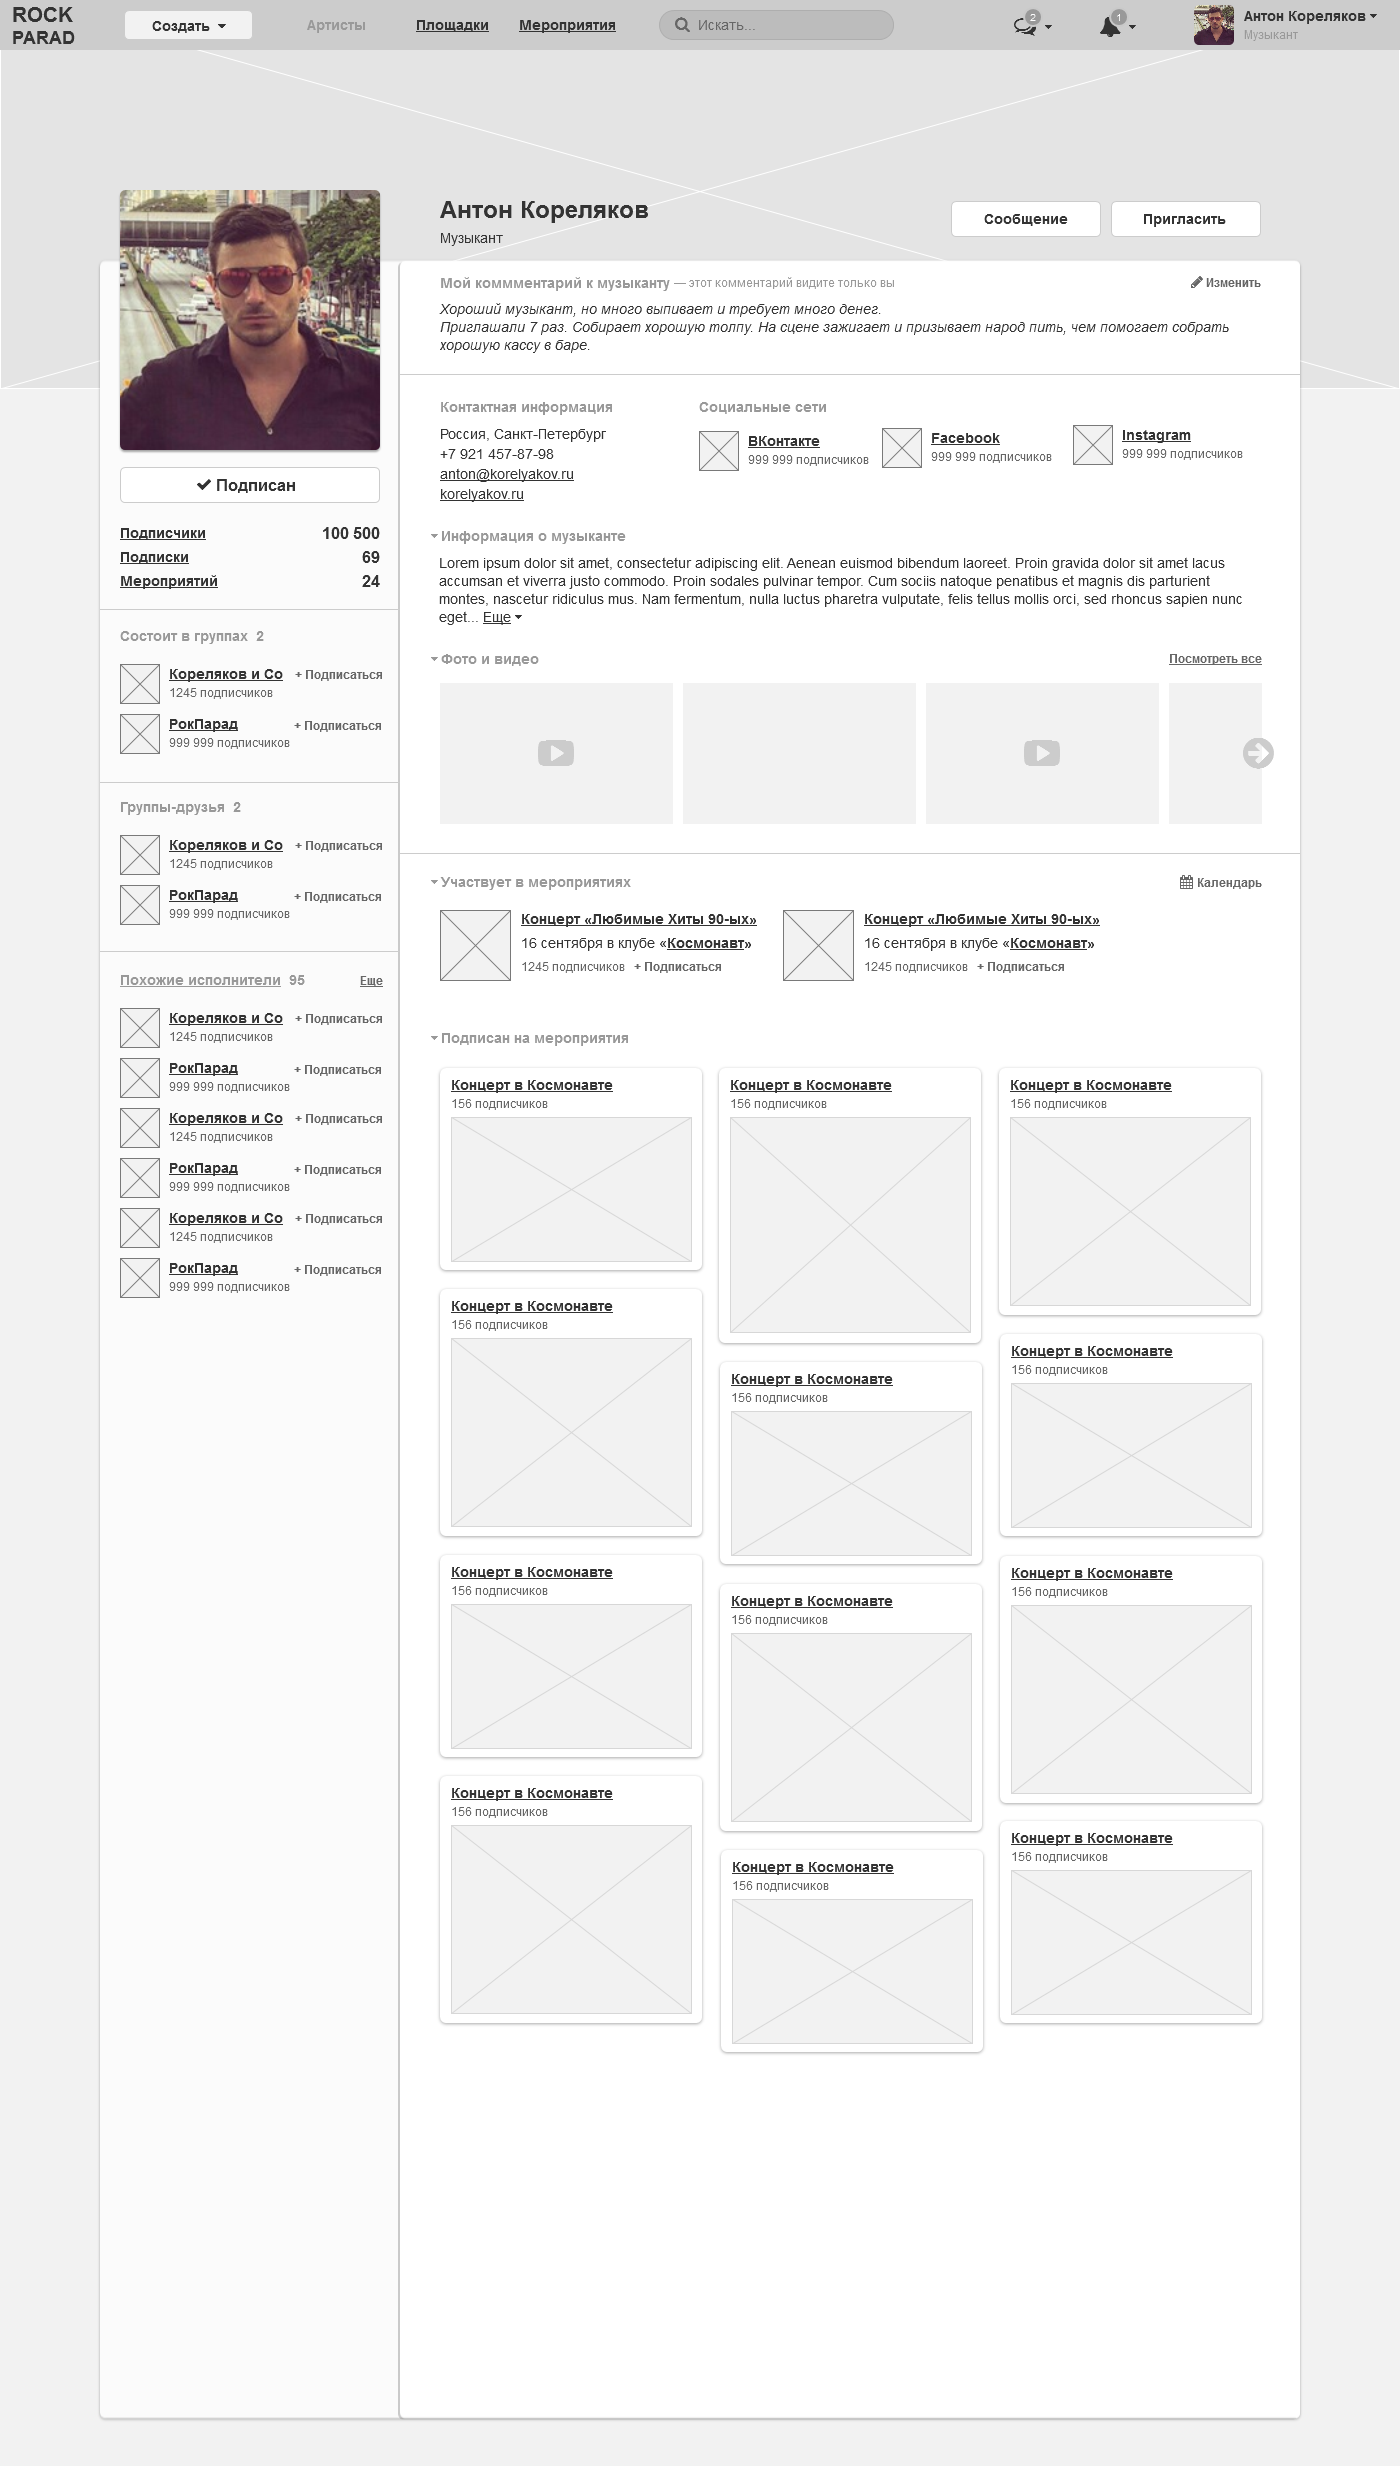 ROCK
PARAD
Создать
Артисты
Площадки
Мероприятия
Искать...
2
1
Антон Кореляков
Музыкант
Антон Кореляков
Музыкант
Сообщение
Пригласить
Подписан
Подписчики 100 500
Подписки 69
Мероприятий 24
Состоит в группах 2
Кореляков и Co + Подписаться
1245 подписчиков
РокПарад + Подписаться
999 999 подписчиков
Группы-друзья 2
Кореляков и Co + Подписаться
1245 подписчиков
РокПарад + Подписаться
999 999 подписчиков
Похожие исполнители 95 Еще
Кореляков и Co + Подписаться
1245 подписчиков
РокПарад + Подписаться
999 999 подписчиков
Кореляков и Co + Подписаться
1245 подписчиков
РокПарад + Подписаться
999 999 подписчиков
Кореляков и Co + Подписаться
1245 подписчиков
РокПарад + Подписаться
999 999 подписчиков
Мой коммментарий к музыканту — этот комментарий видите только вы Изменить
Хороший музыкант, но много выпивает и требует много денег.
Приглашали 7 раз. Собирает хорошую толпу. На сцене зажигает и призывает народ пить, чем помогает собрать
хорошую кассу в баре.
Контактная информация
Россия, Санкт-Петербург
+7 921 457-87-98
anton@korelyakov.ru
korelyakov.ru
Социальные сети
ВКонтакте
999 999 подписчиков
Facebook
999 999 подписчиков
Instagram
999 999 подписчиков
Информация о музыканте
Lorem ipsum dolor sit amet, consectetur adipiscing elit. Aenean euismod bibendum laoreet. Proin gravida dolor sit amet lacus
accumsan et viverra justo commodo. Proin sodales pulvinar tempor. Cum sociis natoque penatibus et magnis dis parturient
montes, nascetur ridiculus mus. Nam fermentum, nulla luctus pharetra vulputate, felis tellus mollis orci, sed rhoncus sapien nunc
eget... Еще
Фото и видео Посмотреть все
Участвует в мероприятиях Календарь
Концерт «Любимые Хиты 90-ых»
16 сентября в клубе «Космонавт»
1245 подписчиков + Подписаться
Концерт «Любимые Хиты 90-ых»
16 сентября в клубе «Космонавт»
1245 подписчиков + Подписаться
Подписан на мероприятия
Концерт в Космонавте
156 подписчиков
Концерт в Космонавте
156 подписчиков
Концерт в Космонавте
156 подписчиков
Концерт в Космонавте
156 подписчиков
Концерт в Космонавте
156 подписчиков
Концерт в Космонавте
156 подписчиков
Концерт в Космонавте
156 подписчиков
Концерт в Космонавте
156 подписчиков
Концерт в Космонавте
156 подписчиков
Концерт в Космонавте
156 подписчиков
Концерт в Космонавте
156 подписчиков
Концерт в Космонавте
156 подписчиков